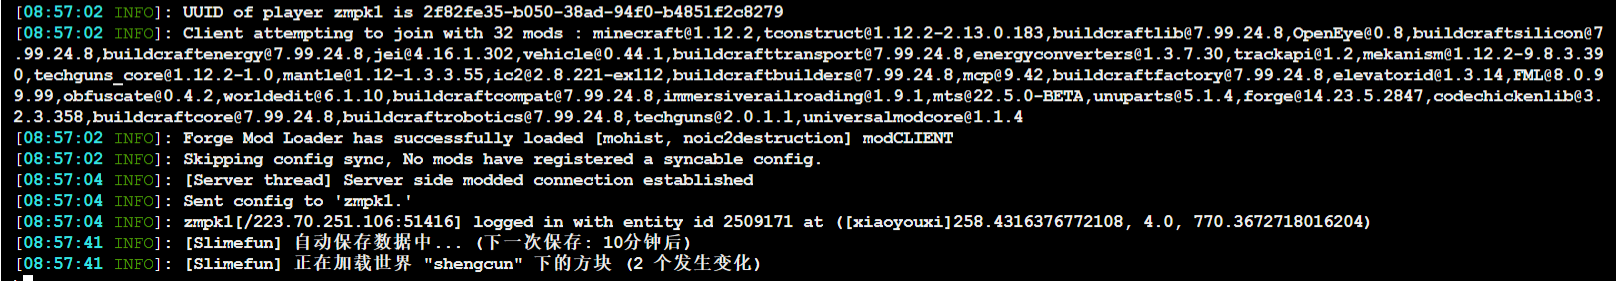 [08:57:02 INFO]: UUID of player zmpk1 is 2f82fe35-b050-38ad-94f0-b4851f2c8279
[08:57:02 INFO]: Client attempting to join with 32 mods : minecraft@1.12.2,tconstruct@1.12.2-2.13.0.183,buildcraftlib@7.99.24.8,OpenEye@0.8,buildcraftsilicon@7
.99.24.8,buildcraftenergy@7.99.24.8,jei@4.16.1.302,vehicle@0.44.1,buildcrafttransport@7.99.24.8,energyconverters@1.3.7.30,trackapi@1.2,mekanism@1.12.2-9.8.3.39
0,techguns_core@1.12.2-1.0,mantle@1.12-1.3.3.55,ic2@2.8.221-ex112,buildcraftbuilders@7.99.24.8,mcp@9.42,buildcraftfactory@7.99.24.8,elevatorid@1.3.14,FML@8.0.9
9.99,obfuscate@0.4.2,worldedit@6.1.10,buildcraftcompat@7.99.24.8,immersiverailroading@1.9.1,mts@22.5.0-BETA,unuparts@5.1.4,forge@14.23.5.2847,codechickenlib@3.
2.3.358,buildcraftcore@7.99.24.8,buildcraftrobotics@7.99.24.8,techguns@2.0.1.1,universalmodcore@1.1.4
[08:57:02 INFO]: Forge Mod Loader has successfully loaded [mohist, noic2destruction] modCLIENT
[08:57:02 INFO]: Skipping config sync, No mods have registered a syncable config.
[08:57:04 INFO]: [Server thread] Server side modded connection established
[08:57:04 INFO]: Sent config to 'zmpk1.'
[08:57:04 INFO]: zmpk1[/223.70.251.106:51416] logged in with entity id 2509171 at ([xiaoyouxi]258.4316376772108, 4.0, 770.3672718016204)
[08:57:41 INFO]: [Slimefun] 自动保存数据中... (下一次保存: 10分钟后)
[08:57:41 INFO]: [Slimefun] 正在加载世界 "shengcun" 下的方块 (2 个发生变化)